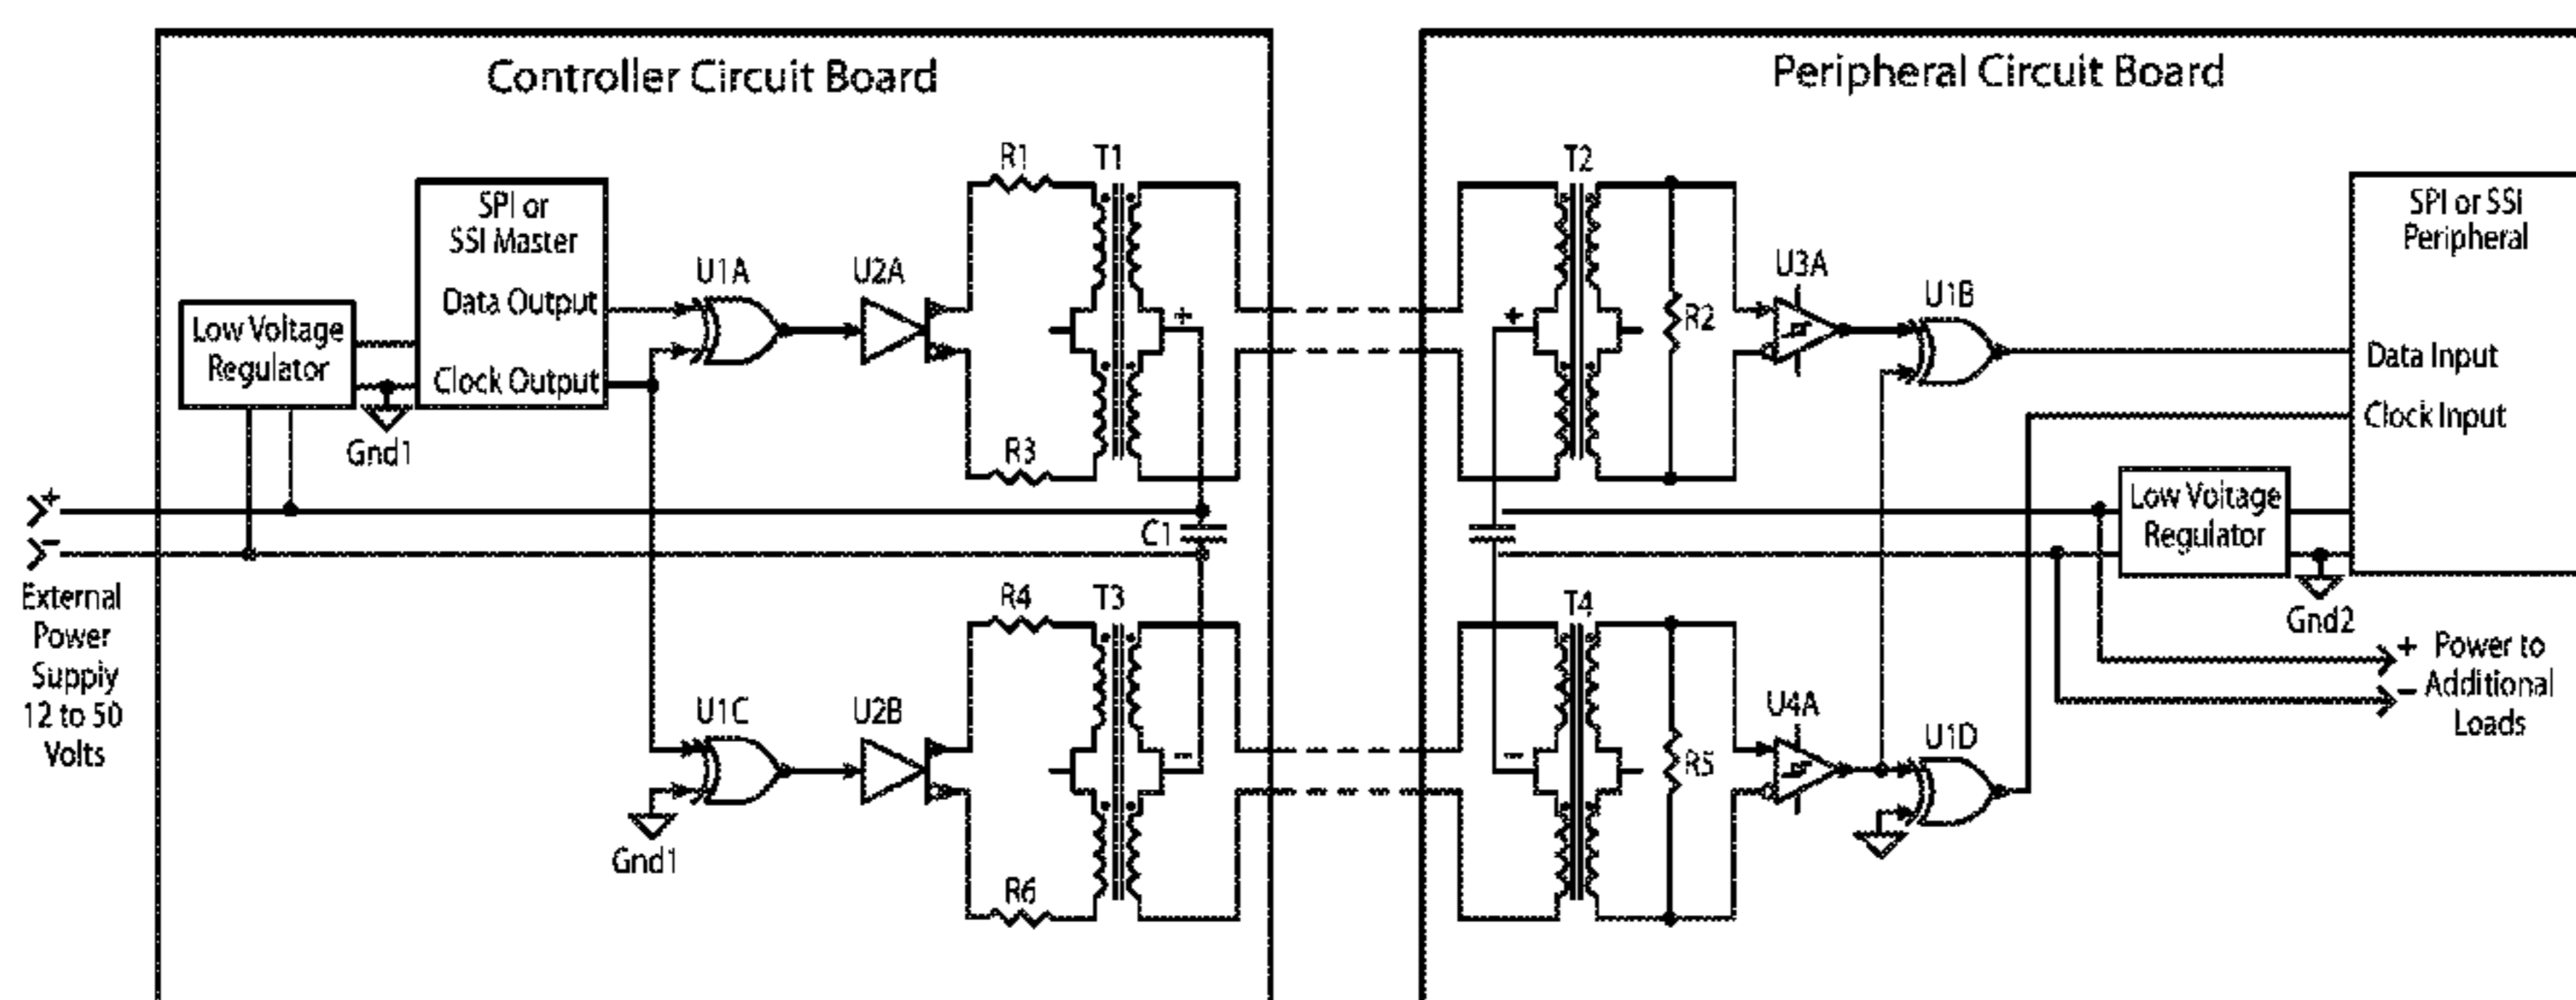 Controller Circuit Board
Peripheral Circuit Board
R1
T1
T2
SPI or
SSI Master
SPI or SSI
Peripheral
U1A
U2A
U3A
U1B
Data Output
Low Voltage
Regulator
+
+
R2
Data Input
Clock Output
Clock Input
Gnd1
R3
+
-
C1
Low Voltage
Regulator
External
Power
Supply
12 to 50
Volts
R4
T3
T4
Gnd2
+ Power to
- Additional
Loads
U1C
U2B
U4A
U1D
-
-
R5
Gnd1
R6